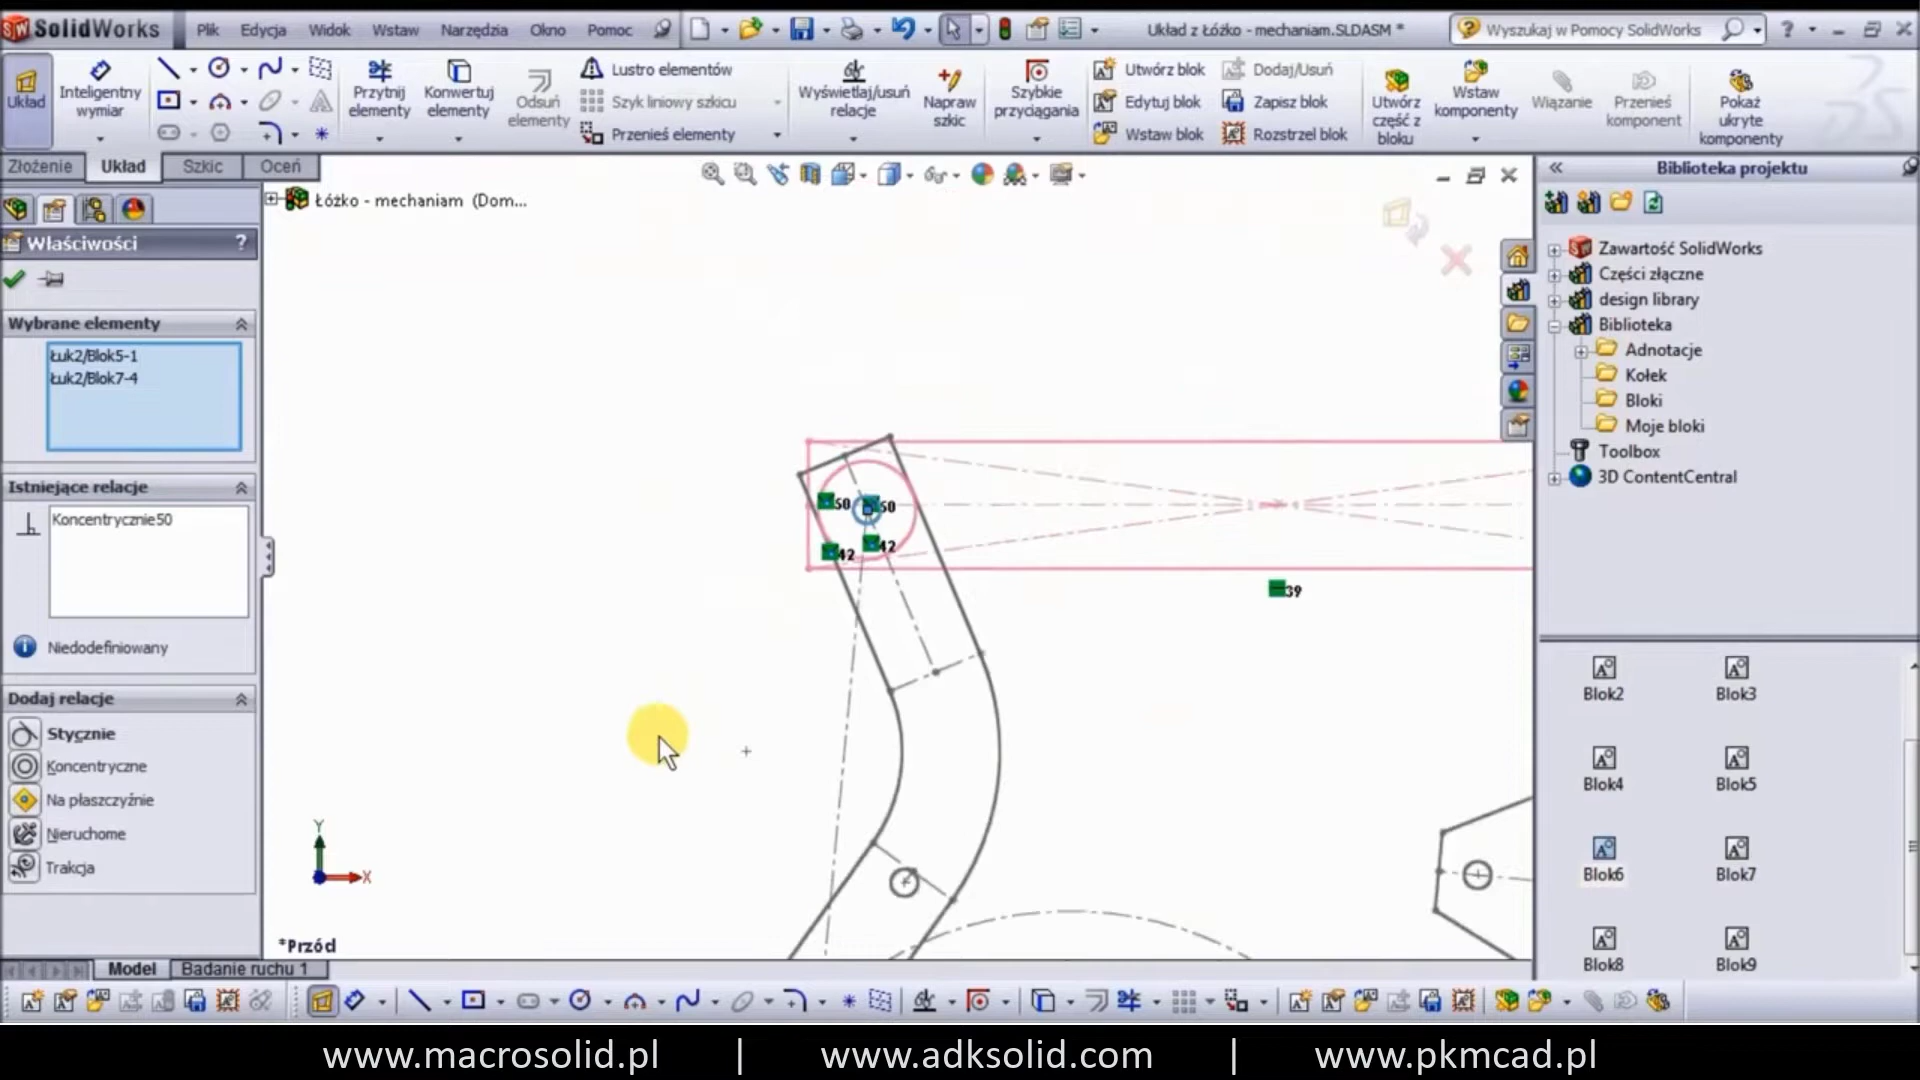 SolidWorks Plik Edycja Widok Wstaw Narzędzia Okno Pomoc Układ z Łóżko - mechaniam.SLDASM * Wyszukaj w Pomocy SolidWorks
Układ
Inteligentny wymiar
Przytnij elementy
Konwertuj elementy
Odsuń elementy
Lustro elementów
Szyk liniowy szkicu
Przenieś elementy
Wyświetlaj/usuń relacje
Napraw szkic
Szybkie przyciągania
Utwórz blok
Edytuj blok
Wstaw blok
Dodaj/Usuń
Zapisz blok
Rozstrzel blok
Utwórz część z bloku
Wstaw komponenty
Wiązanie
Przenieś komponent
Pokaż ukryte komponenty
Złożenie Układ Szkic Oceń
Właściwości ?
Wybrane elementy
Łuk2/Blok5-1
Łuk2/Blok7-4
Istniejące relacje
Koncentrycznie50
Niedodefiniowany
Dodaj relacje
Stycznie
Koncentryczne
Na płaszczyźnie
Nieruchome
Trakcja
Łóżko - mechaniam (Dom...
50
50
42
42
39
Y
X
*Przód
Biblioteka projektu
Zawartość SolidWorks
Części złączne
design library
Biblioteka
Adnotacje
Kołek
Bloki
Moje bloki
Toolbox
3D ContentCentral
Blok2 Blok3
Blok4 Blok5
Blok6 Blok7
Blok8 Blok9
Model Badanie ruchu 1
www.macrosolid.pl | www.adksolid.com | www.pkmcad.pl